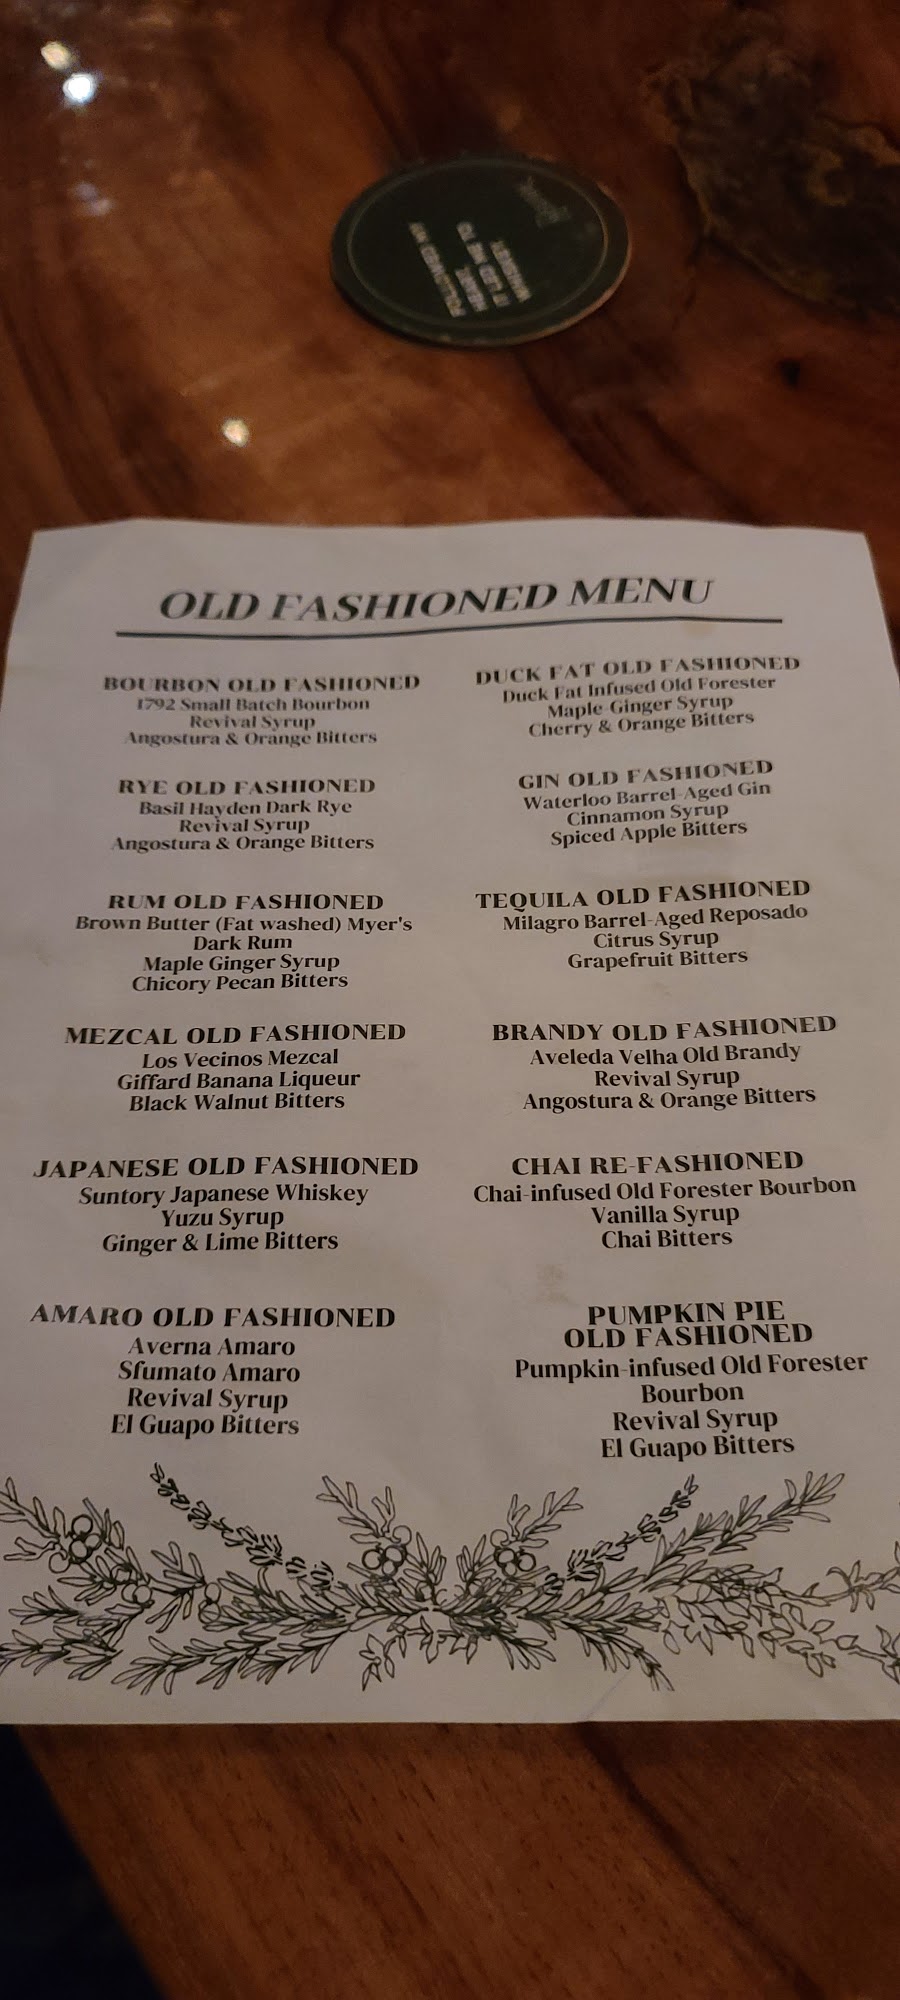 OLD FASHIONED MENU
BOURBON OLD FASHIONED
1792 Small Batch Bourbon
Revival Syrup
Angostura & Orange Bitters
RYE OLD FASHIONED
Basil Hayden Dark Rye
Revival Syrup
Angostura & Orange Bitters
RUM OLD FASHIONED
Brown Butter (Fat washed) Myer's
Dark Rum
Maple Ginger Syrup
Chicory Pecan Bitters
MEZCAL OLD FASHIONED
Los Vecinos Mezcal
Giffard Banana Liqueur
Black Walnut Bitters
JAPANESE OLD FASHIONED
Suntory Japanese Whiskey
Yuzu Syrup
Ginger & Lime Bitters
AMARO OLD FASHIONED
Averna Amaro
Sfumato Amaro
Revival Syrup
El Guapo Bitters
DUCK FAT OLD FASHIONED
Duck Fat Infused Old Forester
Maple-Ginger Syrup
Cherry & Orange Bitters
GIN OLD FASHIONED
Waterloo Barrel-Aged Gin
Cinnamon Syrup
Spiced Apple Bitters
TEQUILA OLD FASHIONED
Milagro Barrel-Aged Reposado
Citrus Syrup
Grapefruit Bitters
BRANDY OLD FASHIONED
Aveleda Velha Old Brandy
Revival Syrup
Angostura & Orange Bitters
CHAI RE-FASHIONED
Chai-infused Old Forester Bourbon
Vanilla Syrup
Chai Bitters
PUMPKIN PIE
OLD FASHIONED
Pumpkin-infused Old Forester
Bourbon
Revival Syrup
El Guapo Bitters